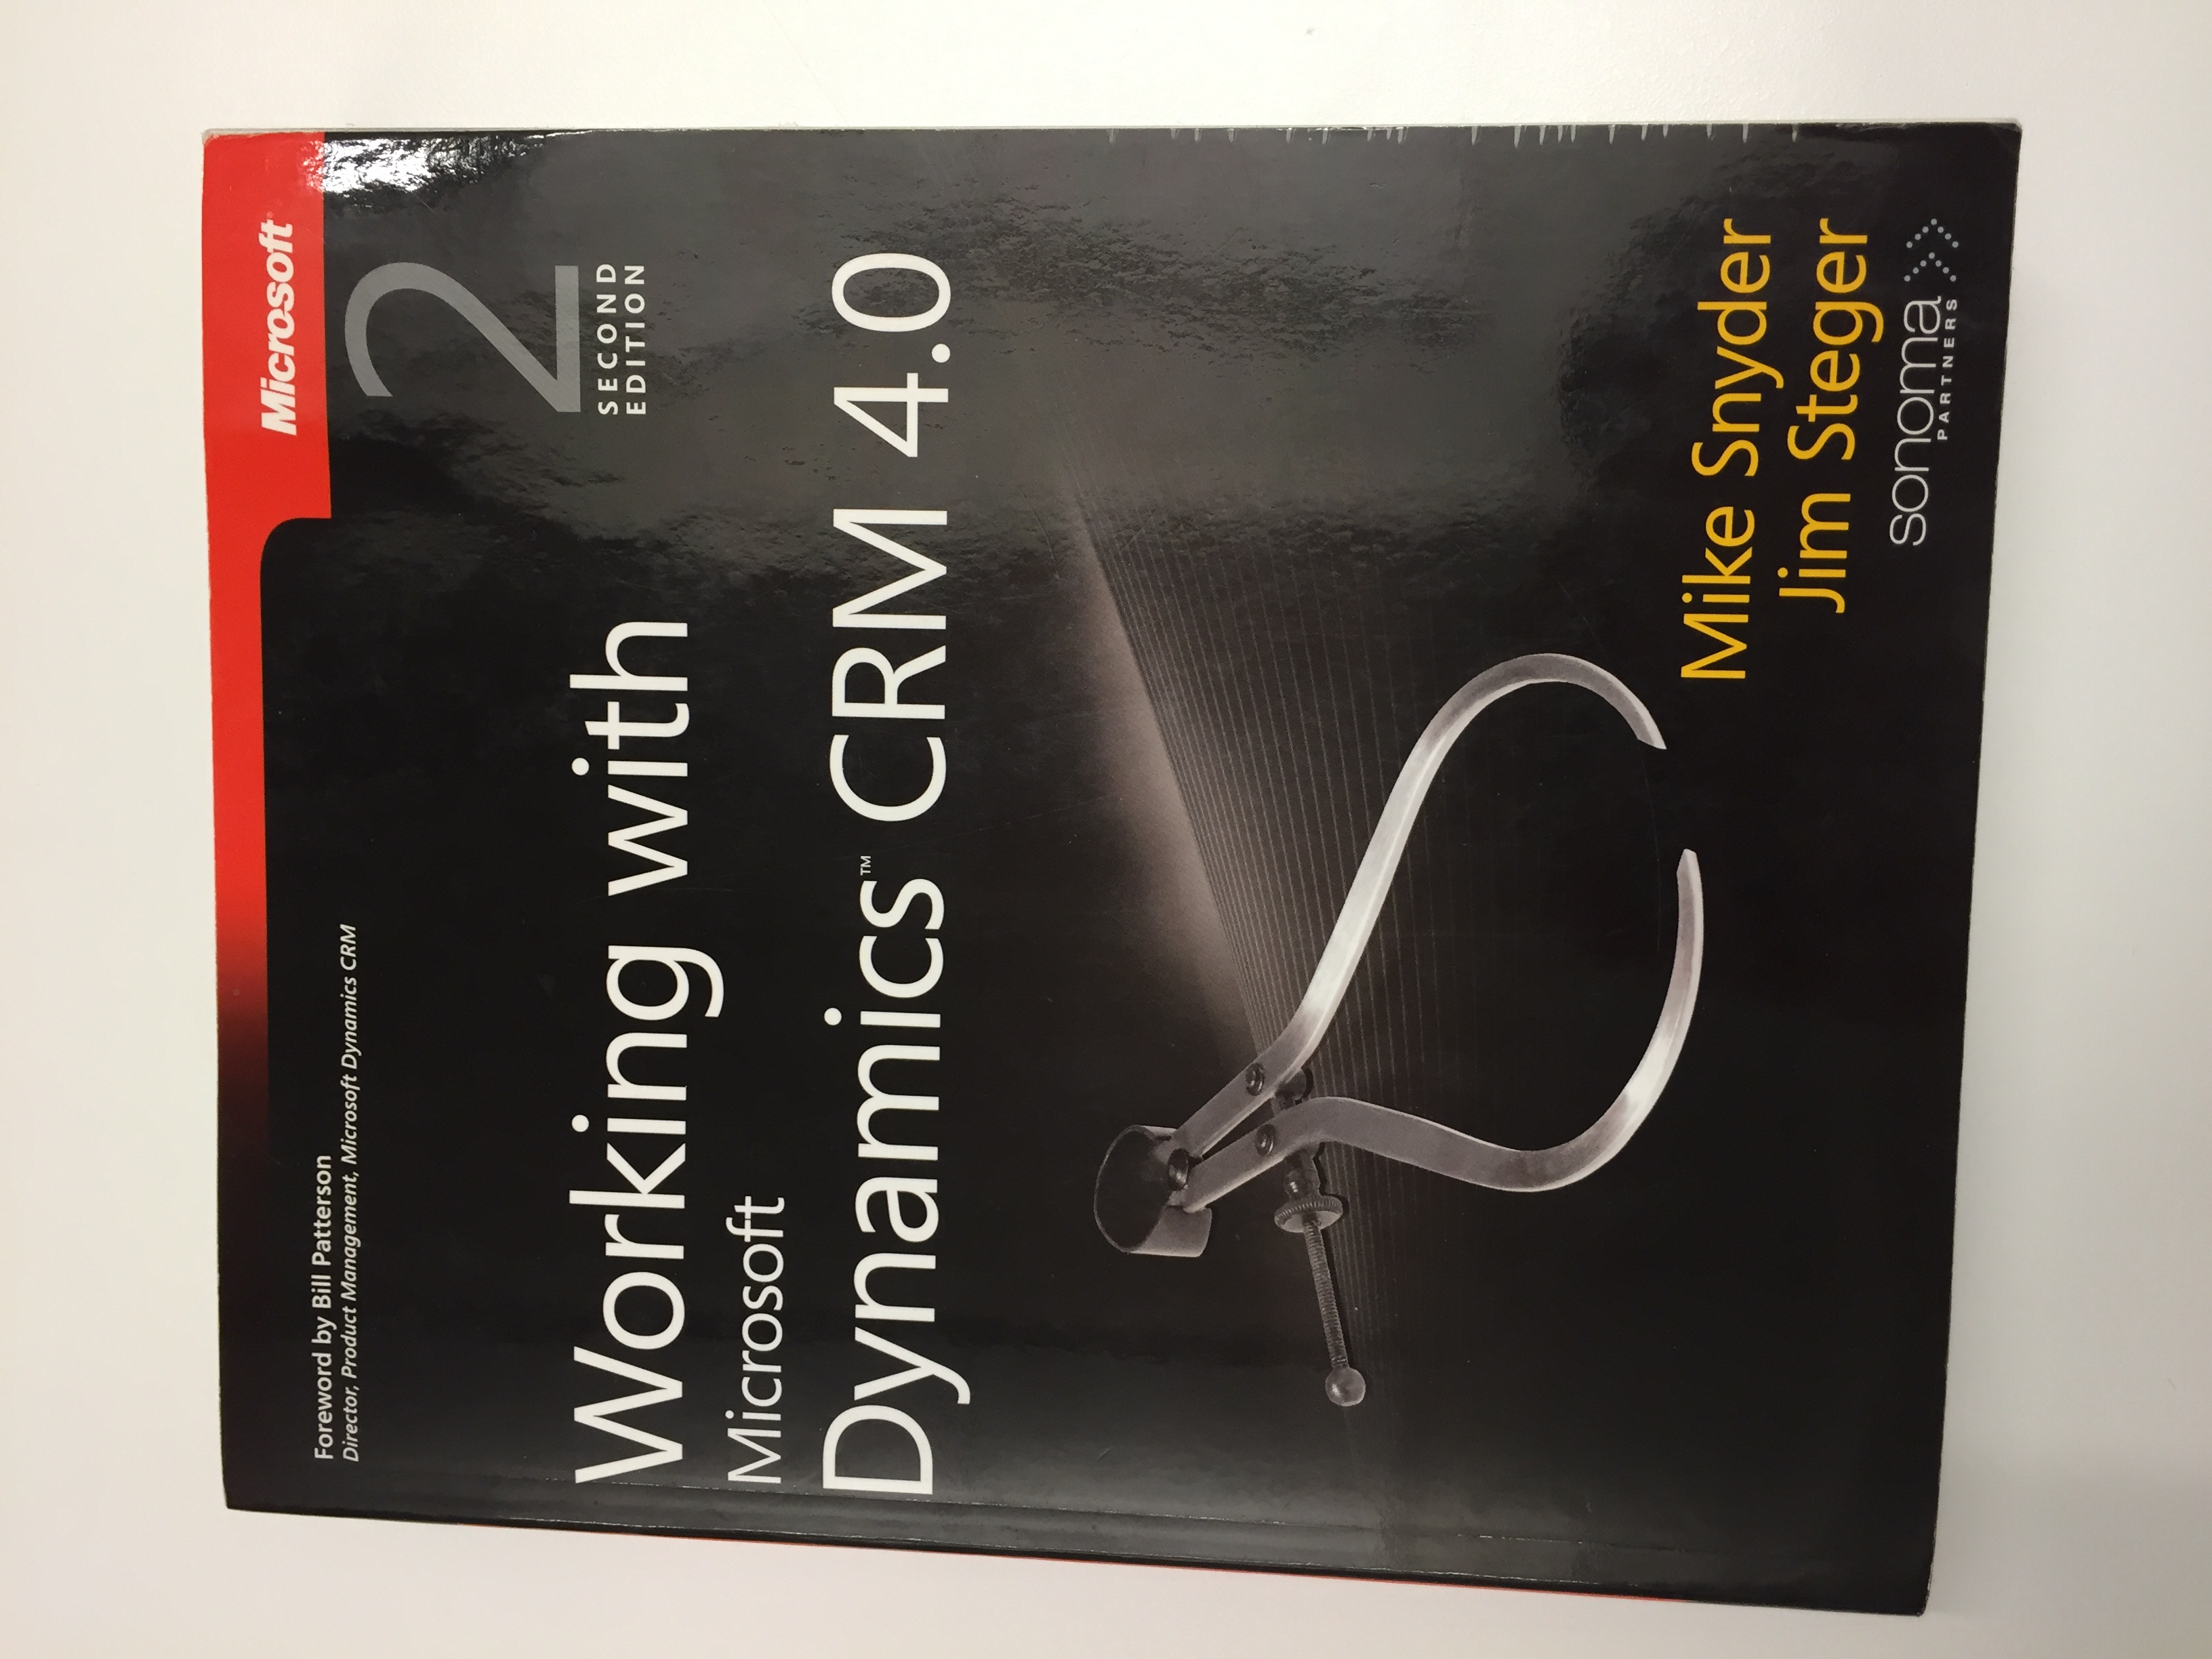 Microsoft
Foreword by Bill Patterson
Director, Product Management, Microsoft Dynamics CRM
2
SECOND
EDITION
Working with
Microsoft
Dynamics™ CRM 4.0
Mike Snyder
Jim Steger
sonoma
PARTNERS